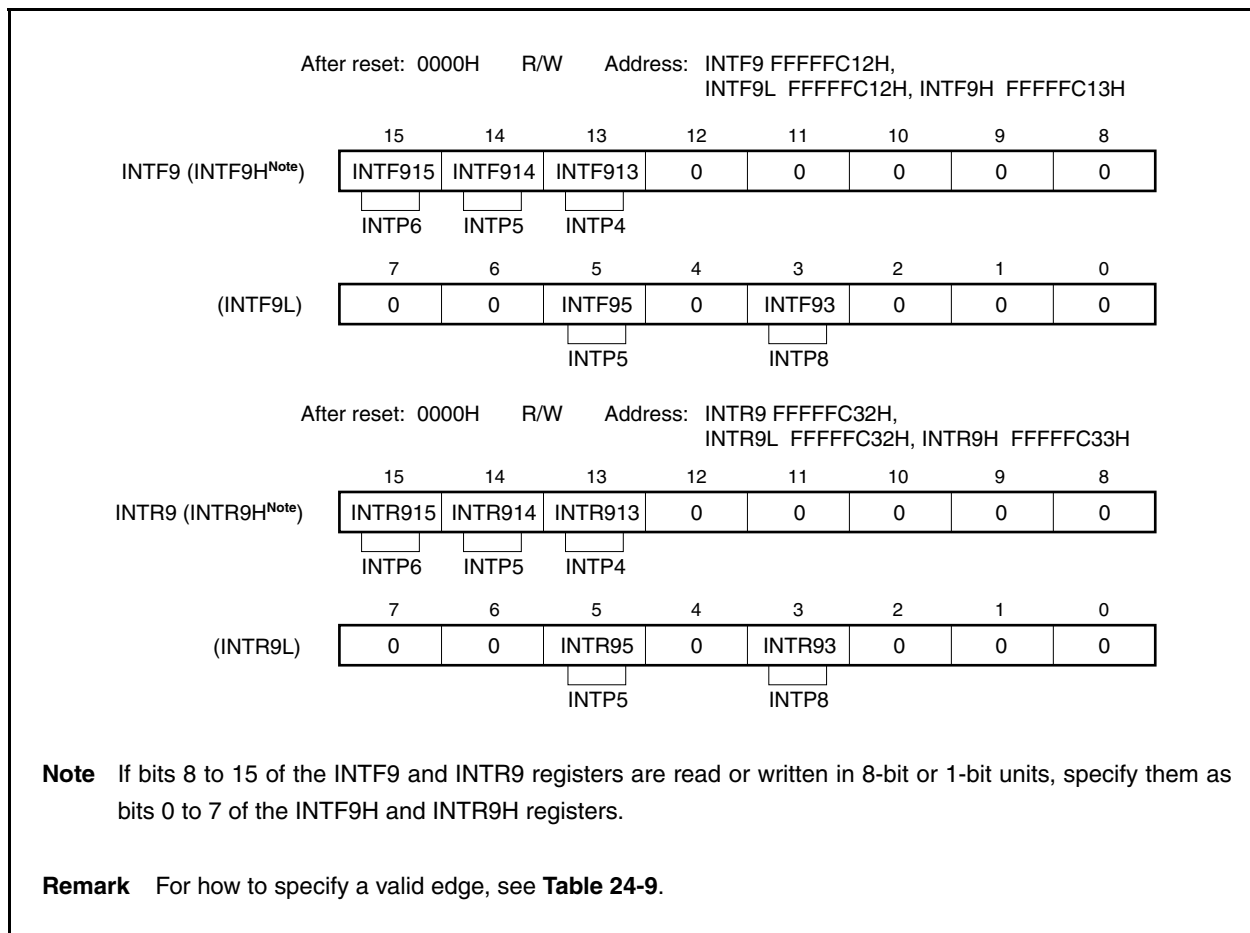 After reset: 0000H R/W Address: INTF9 FFFFFC12H,
INTF9L FFFFFC12H, INTF9H FFFFFC13H
15 14 13 12 11 10 9 8
INTF9 (INTF9HNote) INTF915 INTF914 INTF913 0 0 0 0 0
INTP6 INTP5 INTP4
7 6 5 4 3 2 1 0
(INTF9L) 0 0 INTF95 0 INTF93 0 0 0
INTP5 INTP8
After reset: 0000H R/W Address: INTR9 FFFFFC32H,
INTR9L FFFFFC32H, INTR9H FFFFFC33H
15 14 13 12 11 10 9 8
INTR9 (INTR9HNote) INTR915 INTR914 INTR913 0 0 0 0 0
INTP6 INTP5 INTP4
7 6 5 4 3 2 1 0
(INTR9L) 0 0 INTR95 0 INTR93 0 0 0
INTP5 INTP8
Note If bits 8 to 15 of the INTF9 and INTR9 registers are read or written in 8-bit or 1-bit units, specify them as
bits 0 to 7 of the INTF9H and INTR9H registers.
Remark For how to specify a valid edge, see Table 24-9.